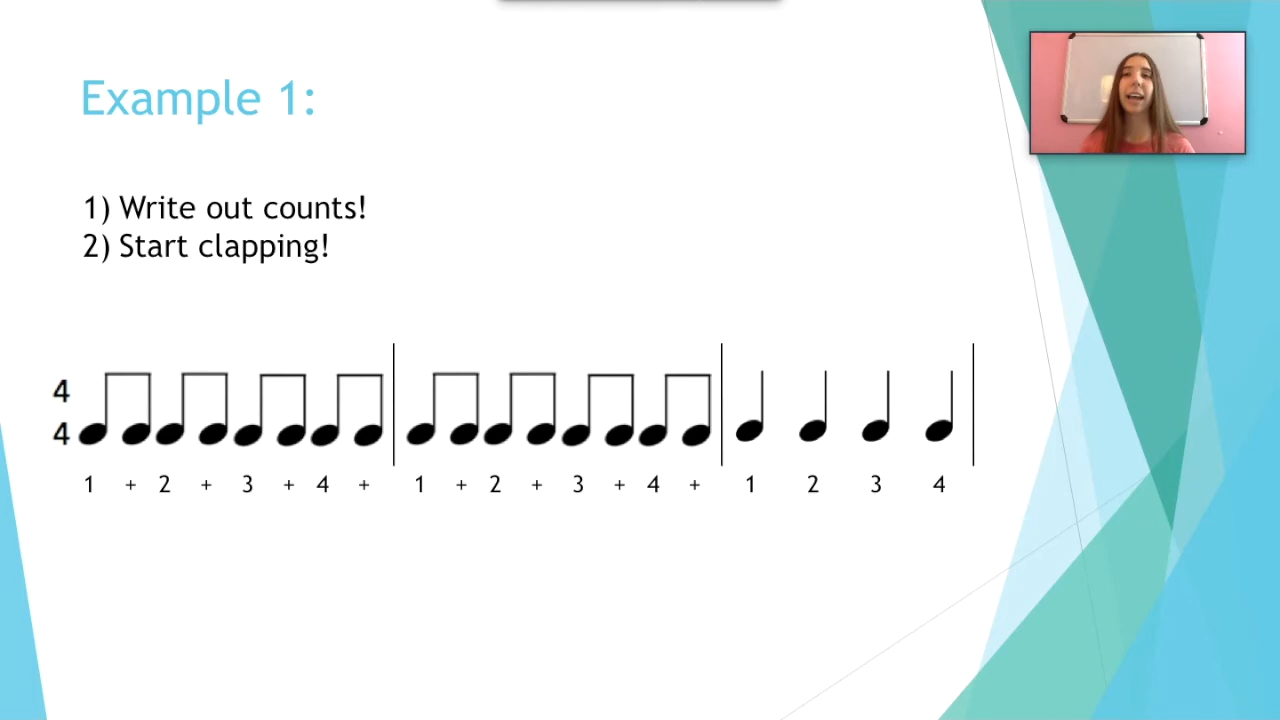 Example 1:
1) Write out counts!
2) Start clapping!
4
4
1 + 2 + 3 + 4 + 1 + 2 + 3 + 4 + 1 2 3 4